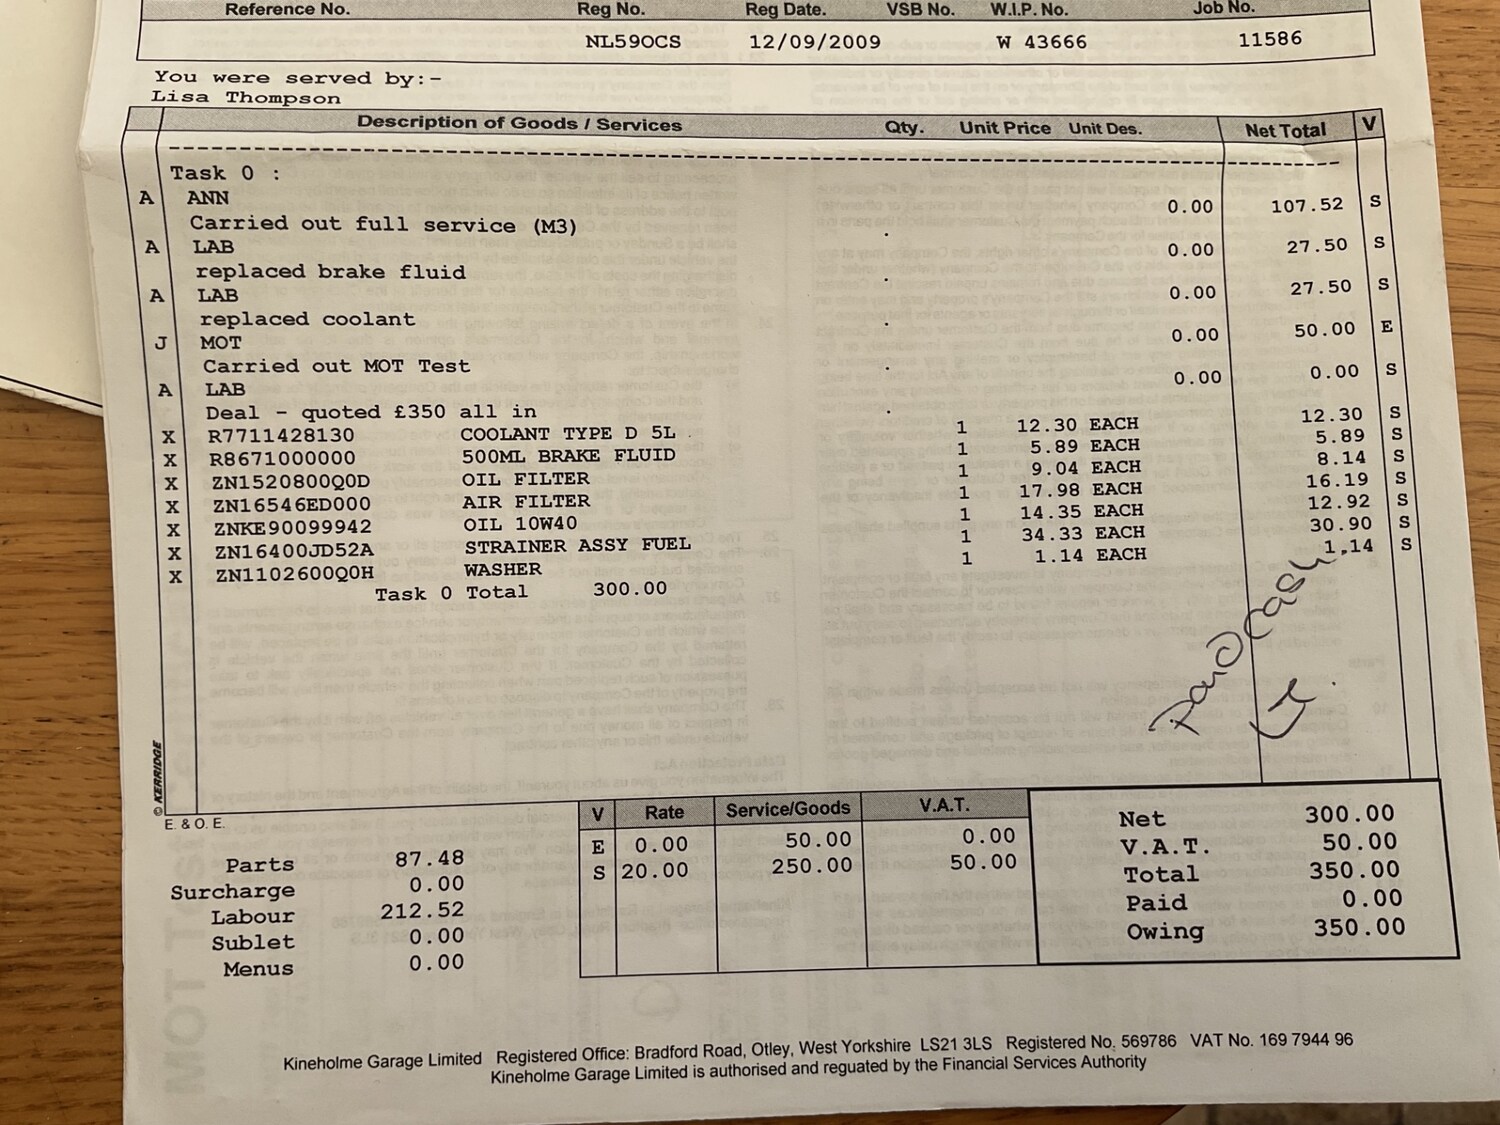 Reference No. Reg No. Reg Date. VSB No. W.I.P. No. Job No.
NL59OCS 12/09/2009 W 43666 11586
You were served by:-
Lisa Thompson
Description of Goods / Services Qty. Unit Price Unit Des. Net Total V
Task 0 :
A ANN 0.00 107.52 S
Carried out full service (M3)
A LAB 0.00 27.50 S
replaced brake fluid
A LAB 0.00 27.50 S
replaced coolant
J MOT 0.00 50.00 E
Carried out MOT Test
A LAB 0.00 0.00 S
Deal - quoted £350 all in
X R7711428130 COOLANT TYPE D 5L 1 12.30 EACH 12.30 S
X R8671000000 500ML BRAKE FLUID 1 5.89 EACH 5.89 S
X ZN1520800Q0D OIL FILTER 1 9.04 EACH 8.14 S
X ZN16546ED000 AIR FILTER 1 17.98 EACH 16.19 S
X ZNKE90099942 OIL 10W40 1 14.35 EACH 12.92 S
X ZN16400JD52A STRAINER ASSY FUEL 1 34.33 EACH 30.90 S
X ZN1102600Q0H WASHER 1 1.14 EACH 1.14 S
Task 0 Total 300.00
Paid Cash
© KERRIDGE
E. & O. E.
V Rate Service/Goods V.A.T.
E 0.00 50.00 0.00
S 20.00 250.00 50.00
Parts 87.48
Surcharge 0.00
Labour 212.52
Sublet 0.00
Menus 0.00
Net 300.00
V.A.T. 50.00
Total 350.00
Paid 0.00
Owing 350.00
Kineholme Garage Limited Registered Office: Bradford Road, Otley, West Yorkshire LS21 3LS Registered No. 569786 VAT No. 169 7944 96
Kineholme Garage Limited is authorised and reguated by the Financial Services Authority